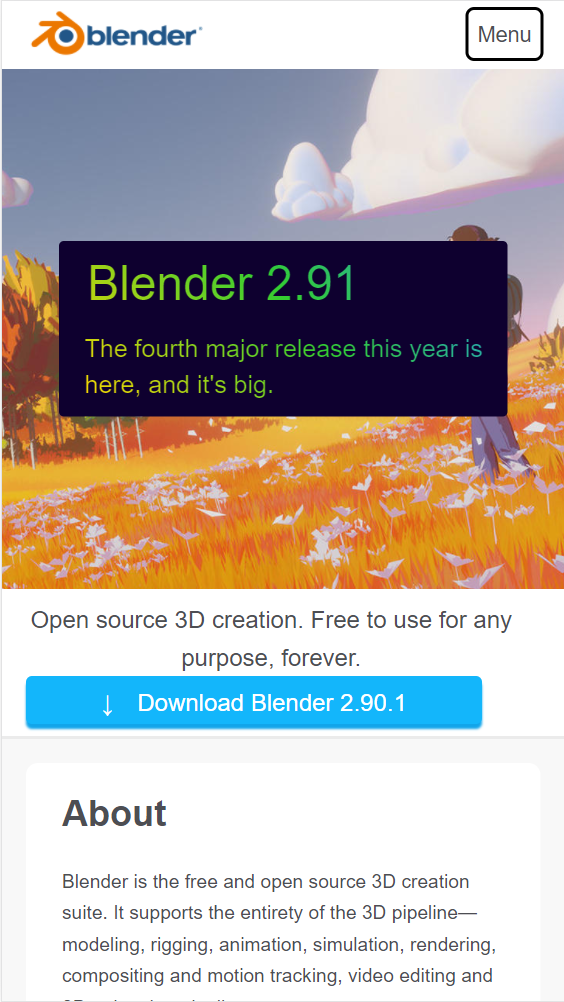 blender
Menu
Blender 2.91
The fourth major release this year is
here, and it's big.
Open source 3D creation. Free to use for any
purpose, forever.
↓ Download Blender 2.90.1
About
Blender is the free and open source 3D creation
suite. It supports the entirety of the 3D pipeline—
modeling, rigging, animation, simulation, rendering,
compositing and motion tracking, video editing and